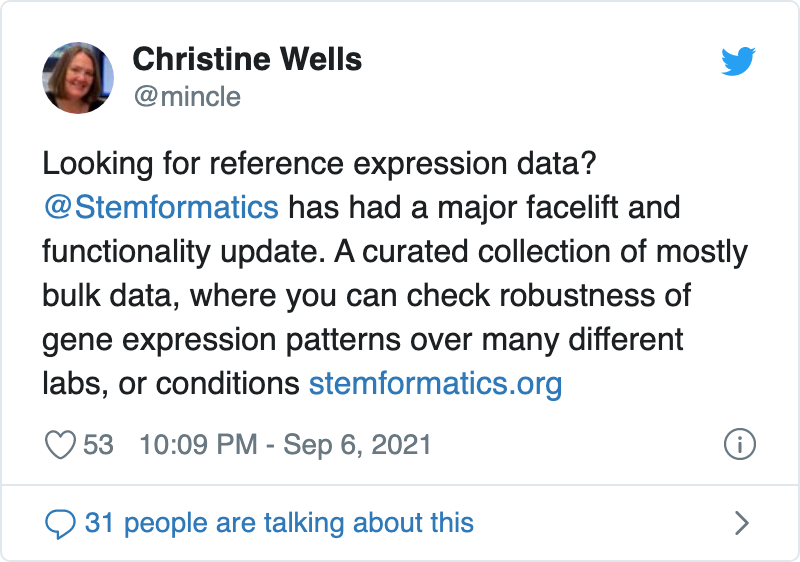 Christine Wells
@mincle
Looking for reference expression data?
@Stemformatics has had a major facelift and
functionality update. A curated collection of mostly
bulk data, where you can check robustness of
gene expression patterns over many different
labs, or conditions stemformatics.org
53 10:09 PM - Sep 6, 2021
31 people are talking about this